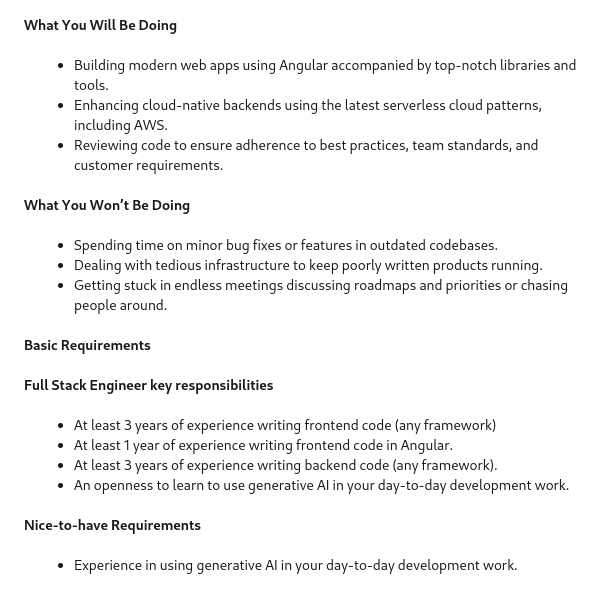 What You Will Be Doing
• Building modern web apps using Angular accompanied by top-notch libraries and
tools.
• Enhancing cloud-native backends using the latest serverless cloud patterns,
including AWS.
• Reviewing code to ensure adherence to best practices, team standards, and
customer requirements.
What You Won’t Be Doing
• Spending time on minor bug fixes or features in outdated codebases.
• Dealing with tedious infrastructure to keep poorly written products running.
• Getting stuck in endless meetings discussing roadmaps and priorities or chasing
people around.
Basic Requirements
Full Stack Engineer key responsibilities
• At least 3 years of experience writing frontend code (any framework)
• At least 1 year of experience writing frontend code in Angular.
• At least 3 years of experience writing backend code (any framework).
• An openness to learn to use generative AI in your day-to-day development work.
Nice-to-have Requirements
• Experience in using generative AI in your day-to-day development work.